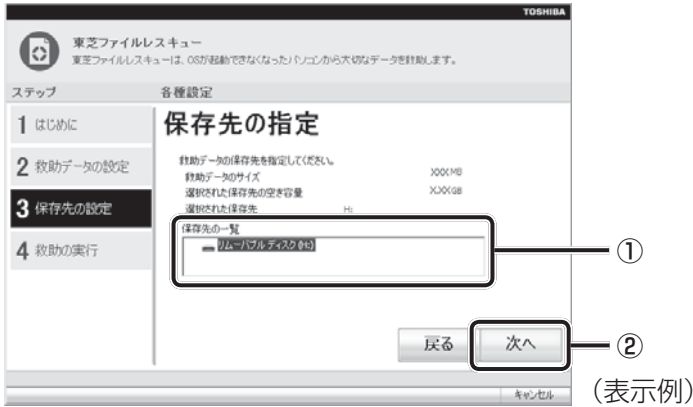 TOSHIBA
東芝ファイルレスキュー
東芝ファイルレスキューは、OSが起動できなくなったパソコンから大切なデータを救助します。
ステップ
各種設定
1 はじめに
2 救助データの設定
3 保存先の設定
4 救助の実行
保存先の指定
救助データの保存先を指定してください。
救助データのサイズ XXXMB
選択された保存先の空き容量 X.XXGB
選択された保存先 H:
保存先の一覧
リムーバブル ディスク (H:)
①
戻る
次へ
②
キャンセル
（表示例）